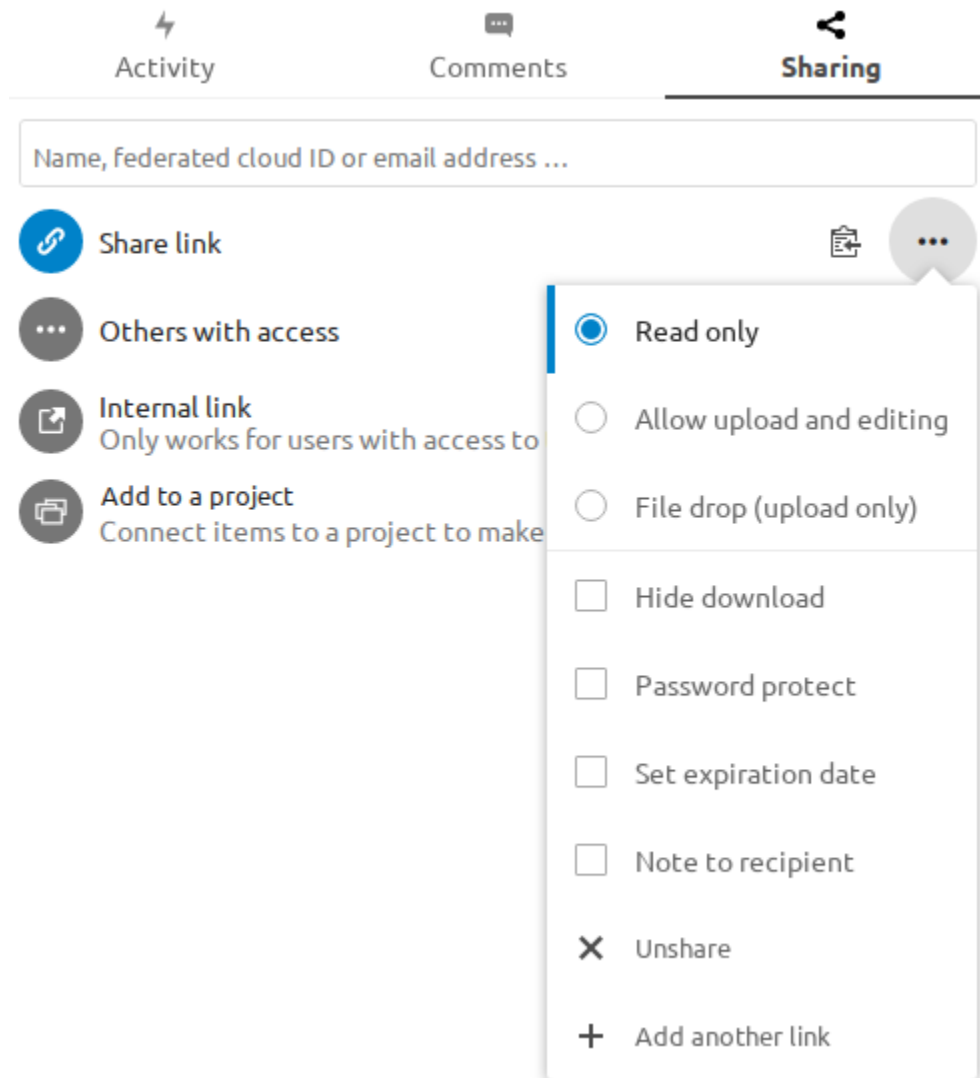 Activity
Comments
Sharing
Name, federated cloud ID or email address …
Share link
Others with access
Internal link
Only works for users with access to
Add to a project
Connect items to a project to make
Read only
Allow upload and editing
File drop (upload only)
Hide download
Password protect
Set expiration date
Note to recipient
Unshare
Add another link